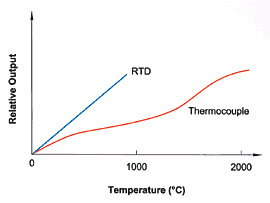 Relative Output
RTD
Thermocouple
0
1000
2000
Temperature (°C)